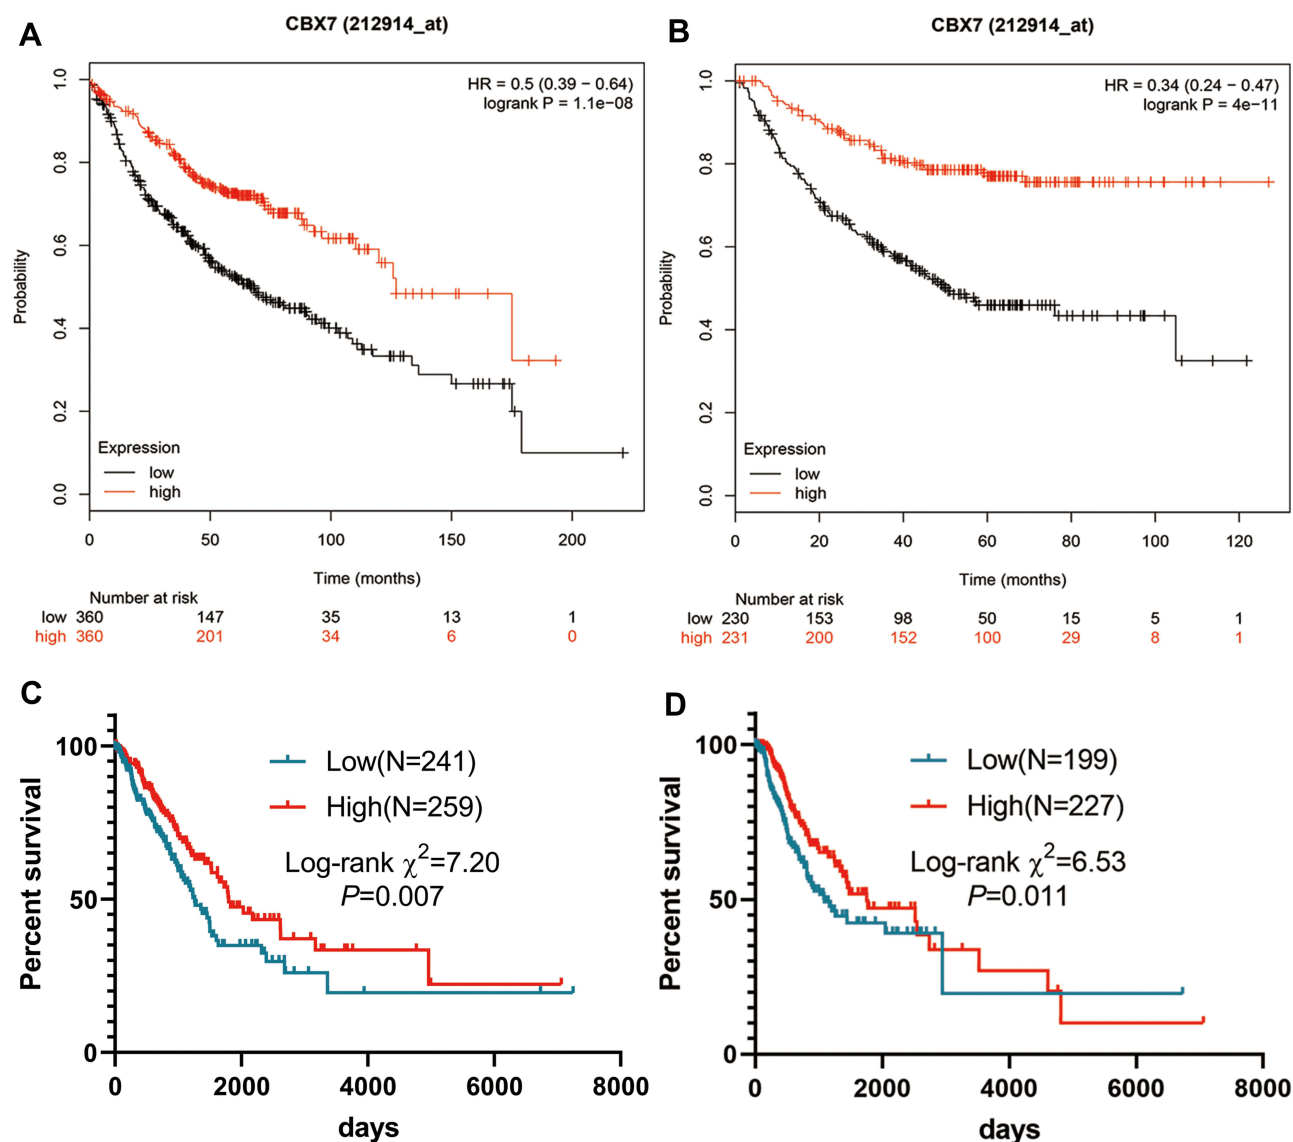 A
CBX7 (212914_at)
HR = 0.5 (0.39 − 0.64)
logrank P = 1.1e−08
Probability
1.0
0.8
0.6
0.4
0.2
0.0
Expression
low
high
0 50 100 150 200
Time (months)
Number at risk
low 360 147 35 13 1
high 360 201 34 6 0
B
CBX7 (212914_at)
HR = 0.34 (0.24 − 0.47)
logrank P = 4e−11
Probability
1.0
0.8
0.6
0.4
0.2
0.0
Expression
low
high
0 20 40 60 80 100 120
Time (months)
Number at risk
low 230 153 98 50 15 5 1
high 231 200 152 100 29 8 1
C
Percent survival
100
50
0
Low(N=241)
High(N=259)
Log-rank χ²=7.20
P=0.007
0 2000 4000 6000 8000
days
D
Percent survival
100
50
0
Low(N=199)
High(N=227)
Log-rank χ²=6.53
P=0.011
0 2000 4000 6000 8000
days